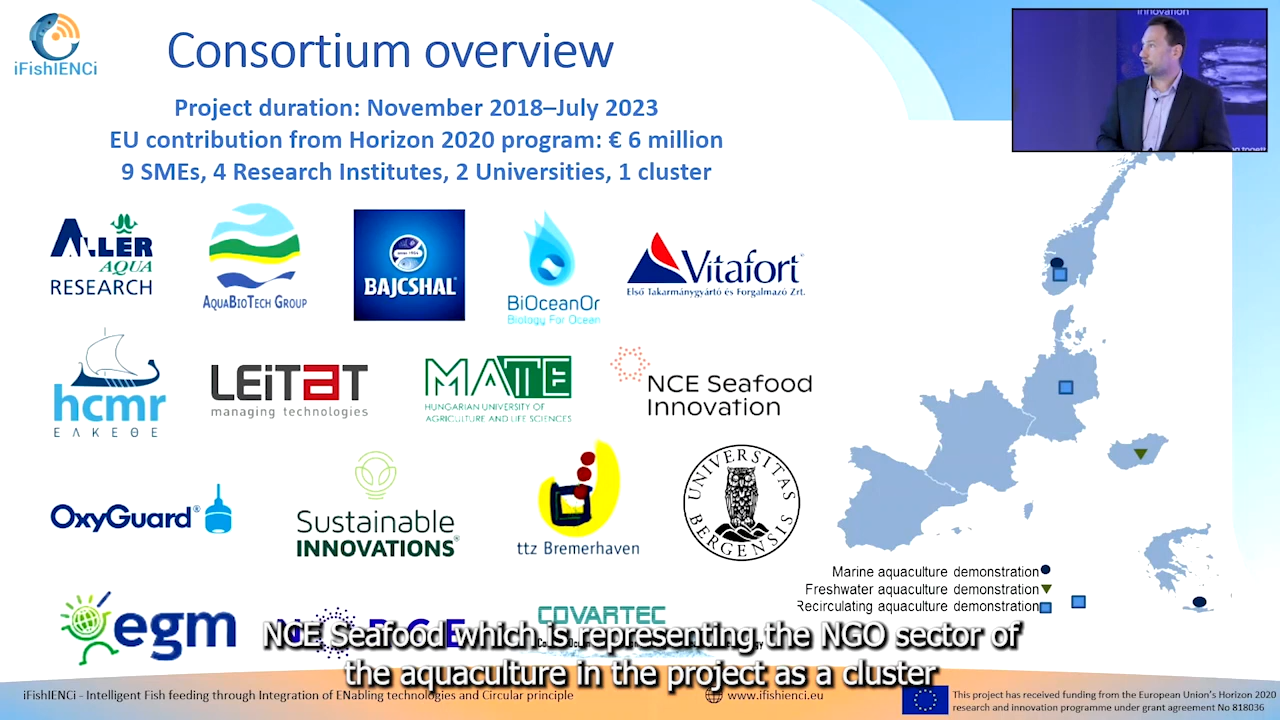 iFishIENCi
Consortium overview
innovation
Project duration: November 2018–July 2023
EU contribution from Horizon 2020 program: € 6 million
9 SMEs, 4 Research Institutes, 2 Universities, 1 cluster
ALLER
AQUA
RESEARCH
AQUABIOTECH GROUP
BAJCSHAL®
BiOceanOr
Biology For Ocean
Vitafort®
Első Takarmánygyártó és Forgalmazó Zrt.
hcmr
ΕΛΚΕΘΕ
LEiTAT
managing technologies
MATE
HUNGARIAN UNIVERSITY OF
AGRICULTURE AND LIFE SCIENCES
NCE Seafood
Innovation
OxyGuard®
Sustainable
INNOVATIONS®
ttz Bremerhaven
UNIVERSITAS
BERGENSIS
Marine aquaculture demonstration
Freshwater aquaculture demonstration
Recirculating aquaculture demonstration
egm
COVARTEC
NCE Seafood which is representing the NGO sector of
the aquaculture in the project as a cluster
iFishIENCi - Intelligent Fish feeding through Integration of ENabling technologies and Circular principle
www.ifishienci.eu
This project has received funding from the European Union's Horizon 2020
research and innovation programme under grant agreement No 818036